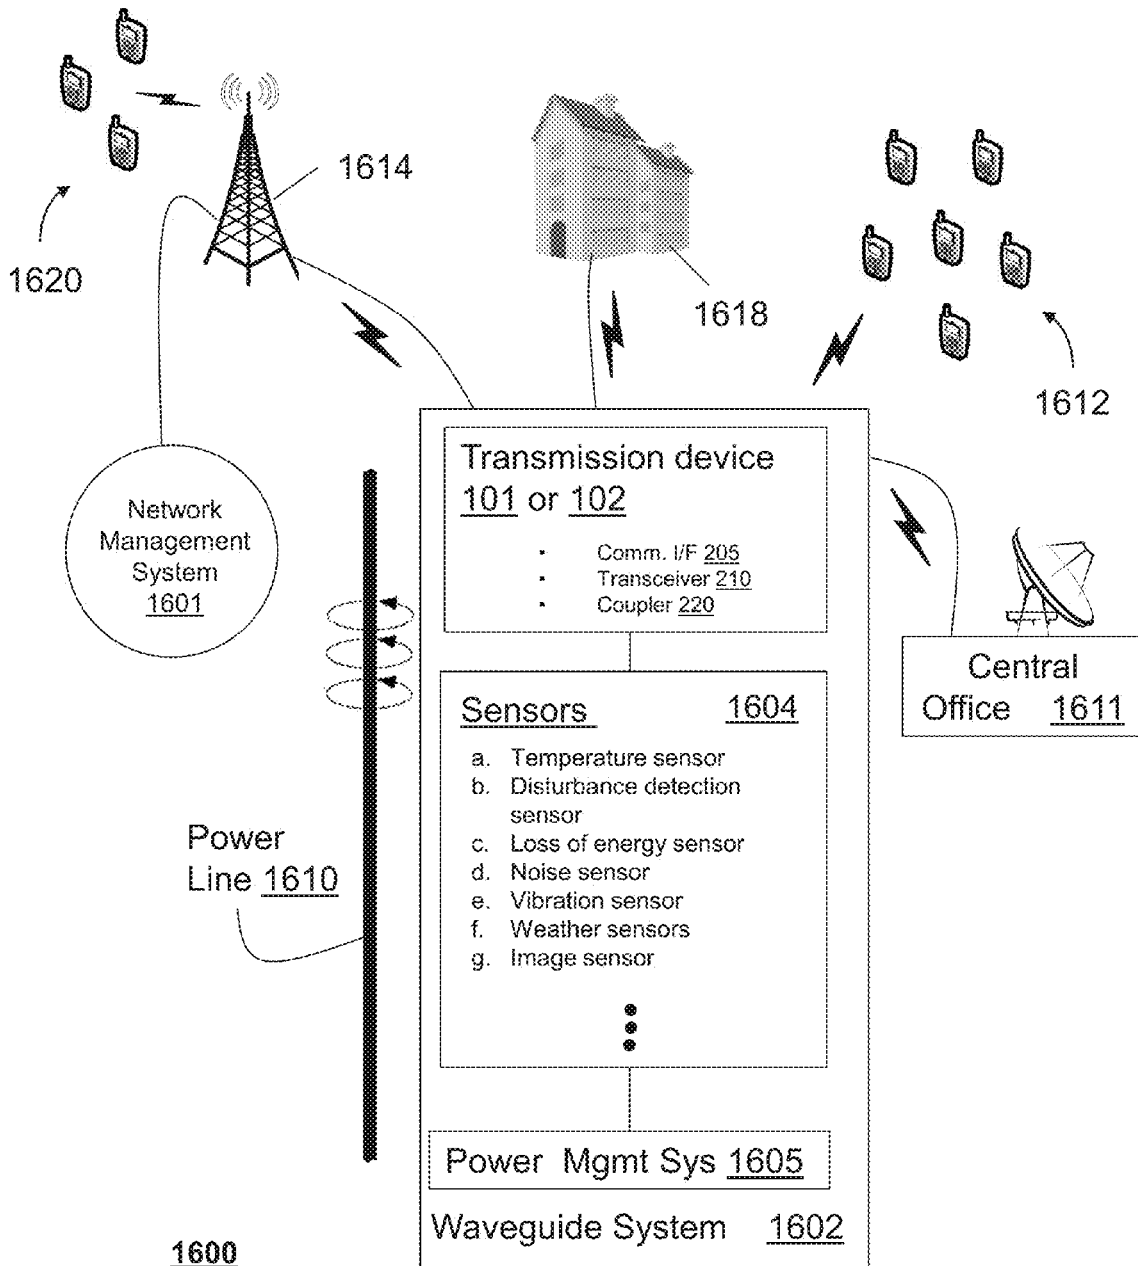 1614
1620
1618
1612
Network
Management
System
1601
Transmission device
101 or 102
• Comm. I/F 205
• Transceiver 210
• Coupler 220
Central
Office 1611
Sensors 1604
a. Temperature sensor
b. Disturbance detection
sensor
c. Loss of energy sensor
d. Noise sensor
e. Vibration sensor
f. Weather sensors
g. Image sensor
Power
Line 1610
Power Mgmt Sys 1605
Waveguide System 1602
1600